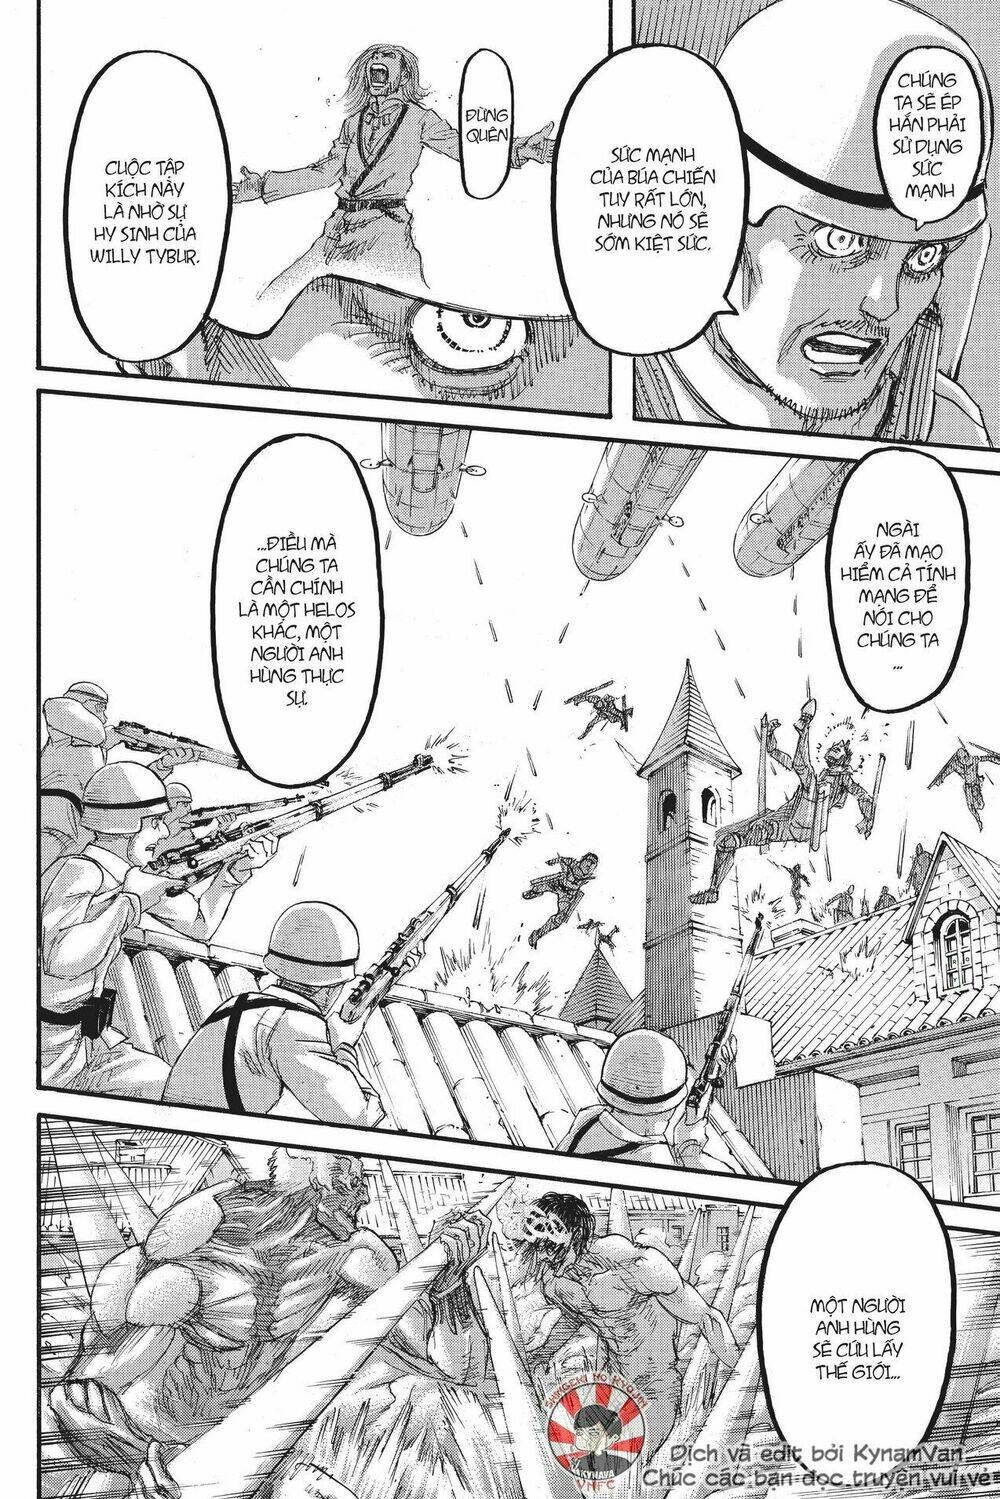 CHÚNG
TA SẼ ÉP
HẮN PHẢI
SỬ DỤNG
SỨC
MẠNH
SỨC MẠNH
CỦA BÚA CHIẾN
TUY RẤT LỚN,
NHƯNG NÓ SẼ
SỚM KIỆT SỨC.
ĐỪNG
QUÊN
CUỘC TẬP
KÍCH NÀY
LÀ NHỜ SỰ
HY SINH CỦA
WILLY TYBUR.
NGÀI
ẤY ĐÃ MẠO
HIỂM CẢ TÍNH
MẠNG ĐỂ
NÓI CHO
CHÚNG TA
...
...ĐIỀU MÀ
CHÚNG TA
CẦN CHÍNH
LÀ MỘT HELOS
KHÁC, MỘT
NGƯỜI ANH
HÙNG THỰC
SỰ.
MỘT NGƯỜI
ANH HÙNG
SẼ CỨU LẤY
THẾ GIỚI...
SHINGEKI NO KYOJIN
VNFC
Dịch và edit bởi KynamVan
Chúc các bạn đọc truyện vui vẻ